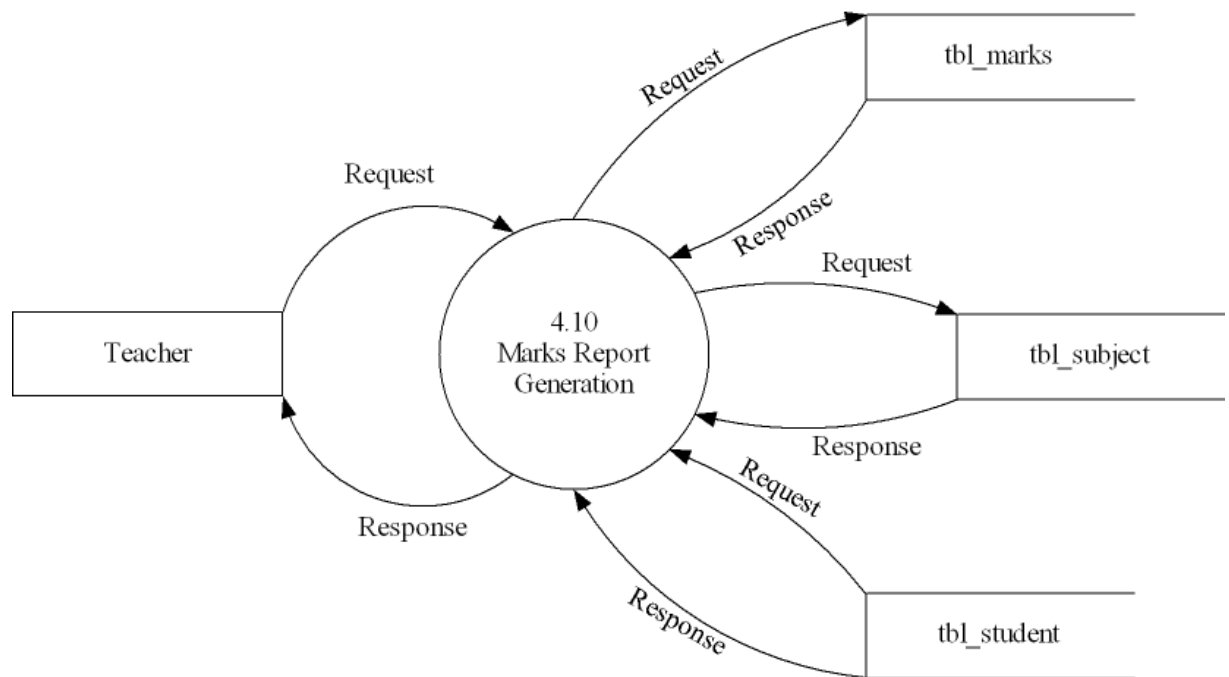 Request
tbl_marks
Response
Request
Request
Teacher
4.10
Marks Report
Generation
tbl_subject
Response
Response
Request
Response
tbl_student